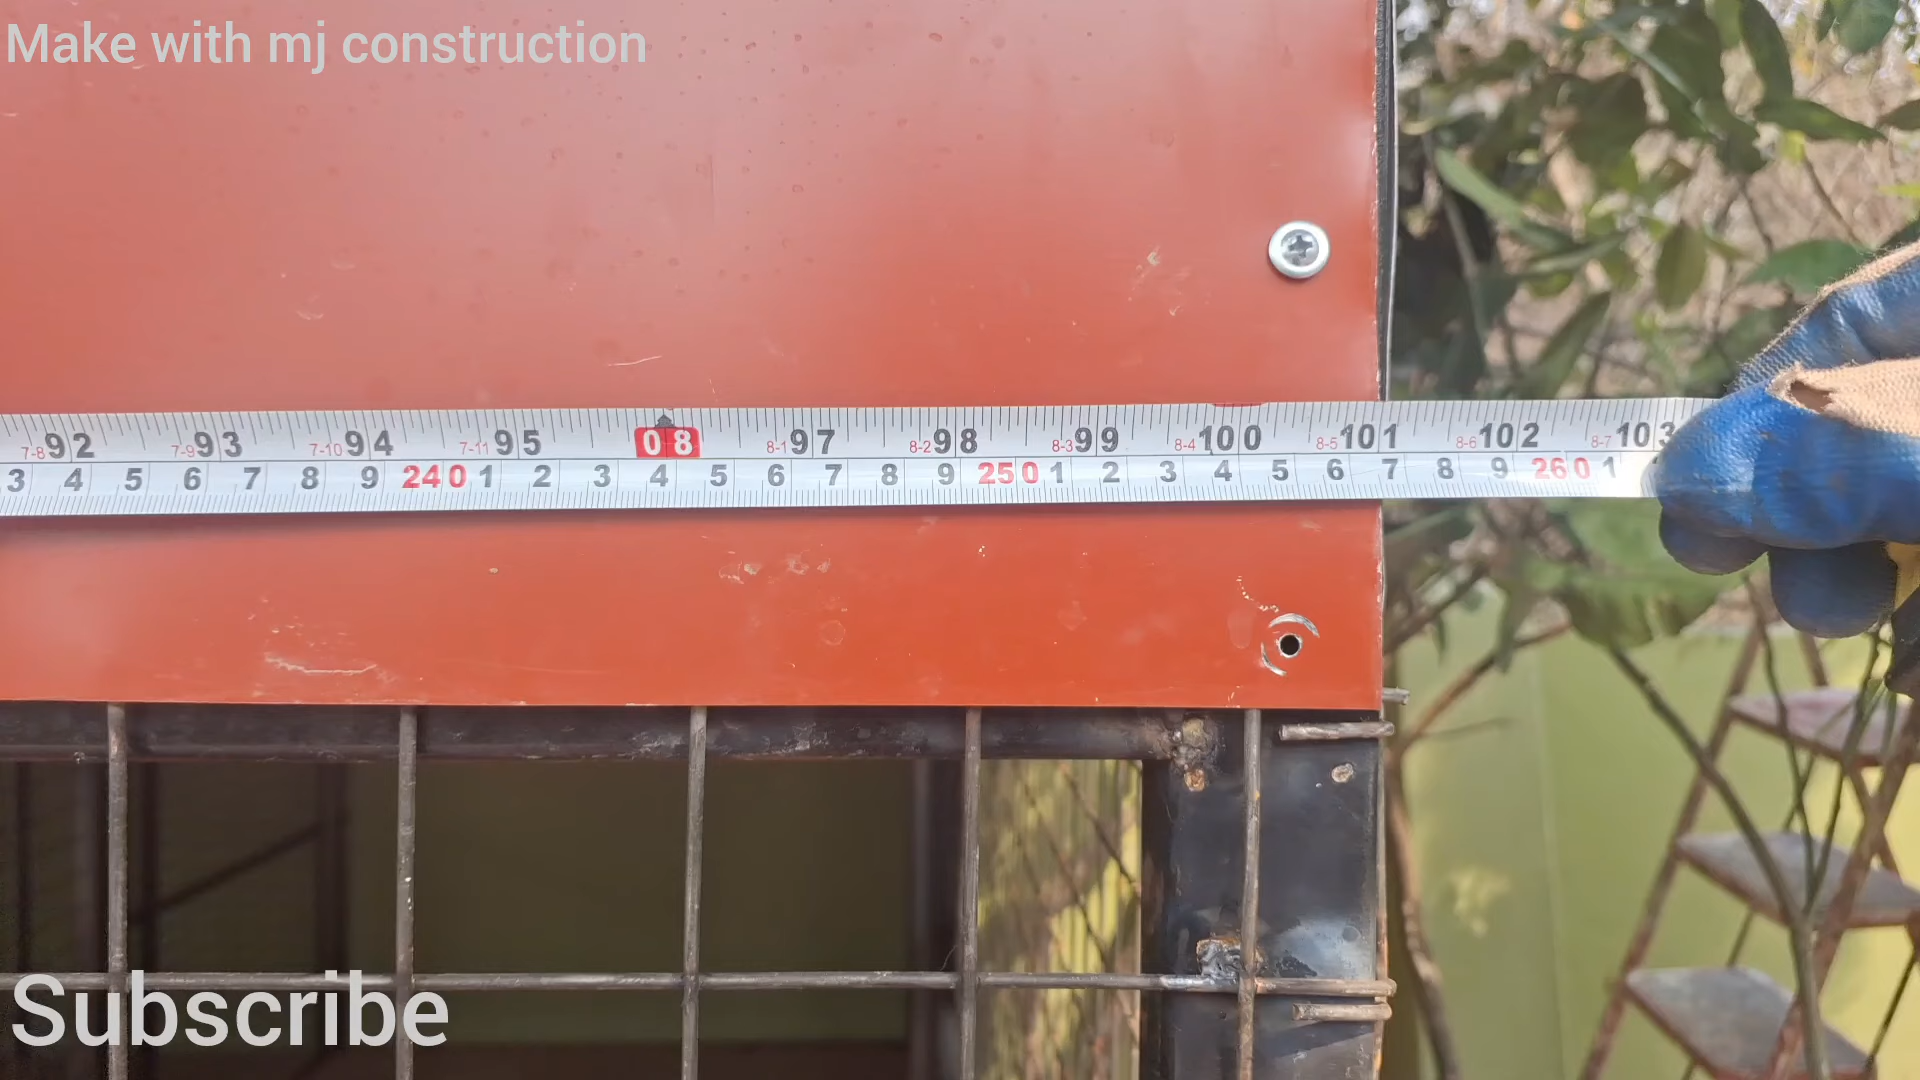 Make with mj construction
7-8 92 7-9 93 7-10 94 7-11 95 08 8-1 97 8-2 98 8-3 99 8-4 100 8-5 101 8-6 102 8-7 103
3 4 5 6 7 8 9 240 1 2 3 4 5 6 7 8 9 250 1 2 3 4 5 6 7 8 9 260 1
Subscribe